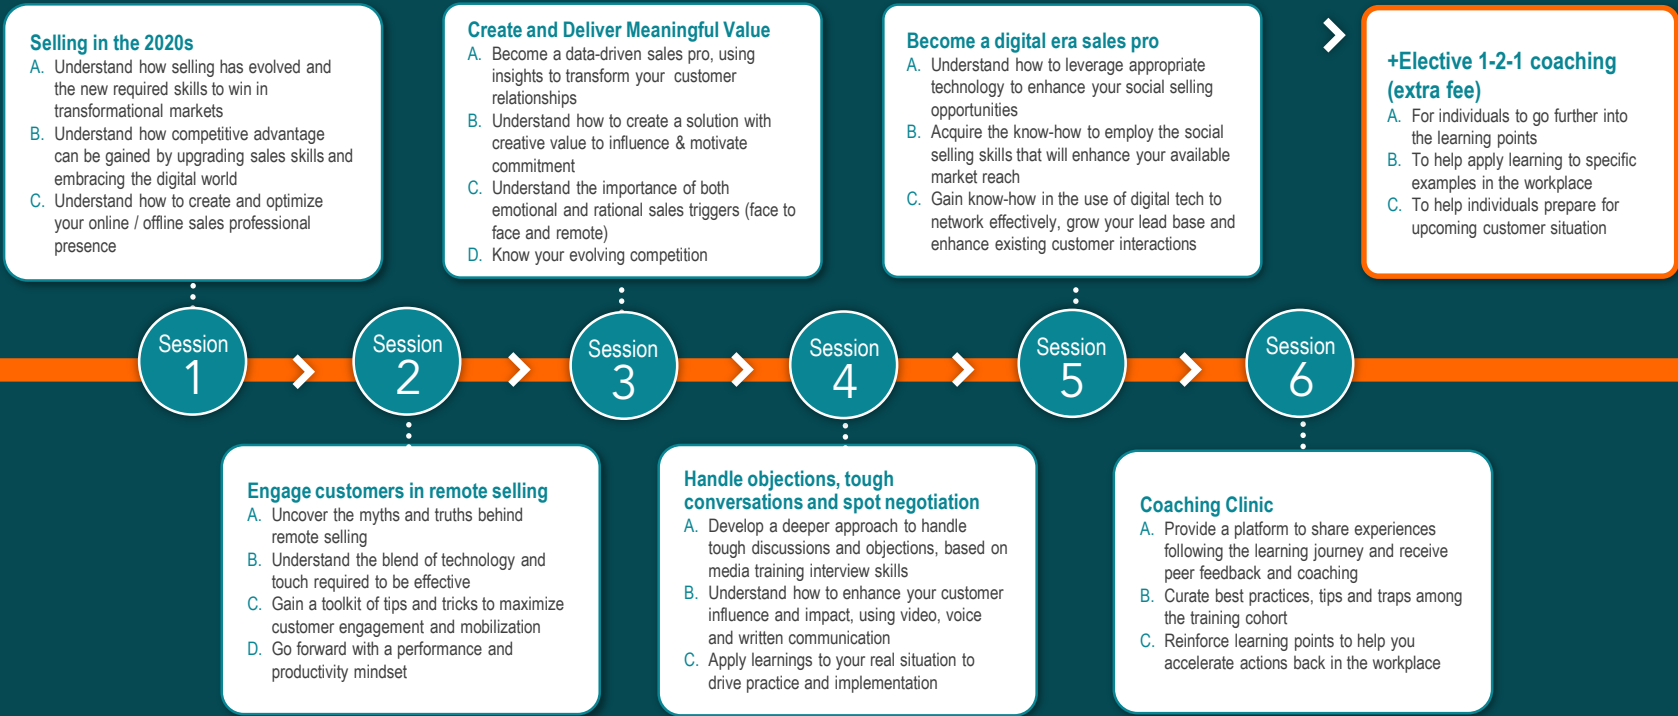 Selling in the 2020s
A. Understand how selling has evolved and
the new required skills to win in
transformational markets
B. Understand how competitive advantage
can be gained by upgrading sales skills and
embracing the digital world
C. Understand how to create and optimize
your online / offline sales professional
presence
Create and Deliver Meaningful Value
A. Become a data-driven sales pro, using
insights to transform your customer
relationships
B. Understand how to create a solution with
creative value to influence & motivate
commitment
C. Understand the importance of both
emotional and rational sales triggers (face to
face and remote)
D. Know your evolving competition
Become a digital era sales pro
A. Understand how to leverage appropriate
technology to enhance your social selling
opportunities
B. Acquire the know-how to employ the social
selling skills that will enhance your available
market reach
C. Gain know-how in the use of digital tech to
network effectively, grow your lead base and
enhance existing customer interactions
+Elective 1-2-1 coaching
(extra fee)
A. For individuals to go further into
the learning points
B. To help apply learning to specific
examples in the workplace
C. To help individuals prepare for
upcoming customer situation
Session
1
Session
2
Session
3
Session
4
Session
5
Session
6
Engage customers in remote selling
A. Uncover the myths and truths behind
remote selling
B. Understand the blend of technology and
touch required to be effective
C. Gain a toolkit of tips and tricks to maximize
customer engagement and mobilization
D. Go forward with a performance and
productivity mindset
Handle objections, tough
conversations and spot negotiation
A. Develop a deeper approach to handle
tough discussions and objections, based on
media training interview skills
B. Understand how to enhance your customer
influence and impact, using video, voice
and written communication
C. Apply learnings to your real situation to
drive practice and implementation
Coaching Clinic
A. Provide a platform to share experiences
following the learning journey and receive
peer feedback and coaching
B. Curate best practices, tips and traps among
the training cohort
C. Reinforce learning points to help you
accelerate actions back in the workplace